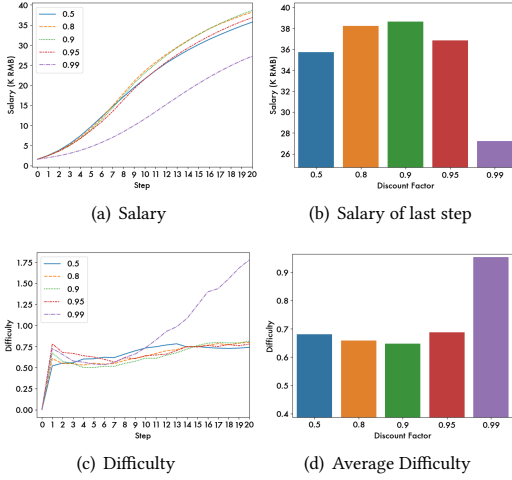 40
35
30
25
20
15
10
5
0
Salary (K RMB)
0.5
0.8
0.9
0.95
0.99
0 1 2 3 4 5 6 7 8 9 10 11 12 13 14 15 16 17 18 19 20
Step
(a) Salary
40
38
36
34
32
30
28
26
Salary (K RMB)
0.5 0.8 0.9 0.95 0.99
Discount Factor
(b) Salary of last step
1.75
1.50
1.25
1.00
0.75
0.50
0.25
0.00
Difficulty
0.5
0.8
0.9
0.95
0.99
0 1 2 3 4 5 6 7 8 9 10 11 12 13 14 15 16 17 18 19 20
Step
(c) Difficulty
0.9
0.8
0.7
0.6
0.5
0.4
Difficulty
0.5 0.8 0.9 0.95 0.99
Discount Factor
(d) Average Difficulty